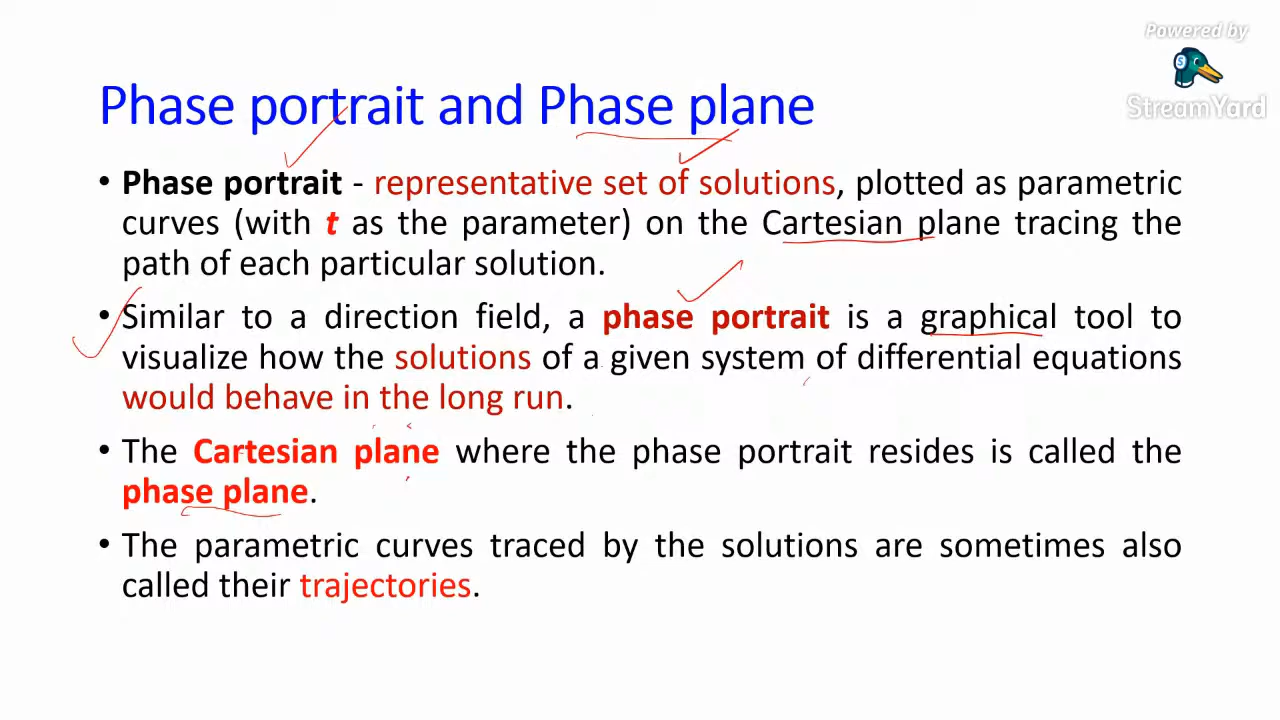 Powered by
StreamYard
Phase portrait and Phase plane
• Phase portrait - representative set of solutions, plotted as parametric
curves (with t as the parameter) on the Cartesian plane tracing the
path of each particular solution.
• Similar to a direction field, a phase portrait is a graphical tool to
visualize how the solutions of a given system of differential equations
would behave in the long run.
• The Cartesian plane where the phase portrait resides is called the
phase plane.
• The parametric curves traced by the solutions are sometimes also
called their trajectories.